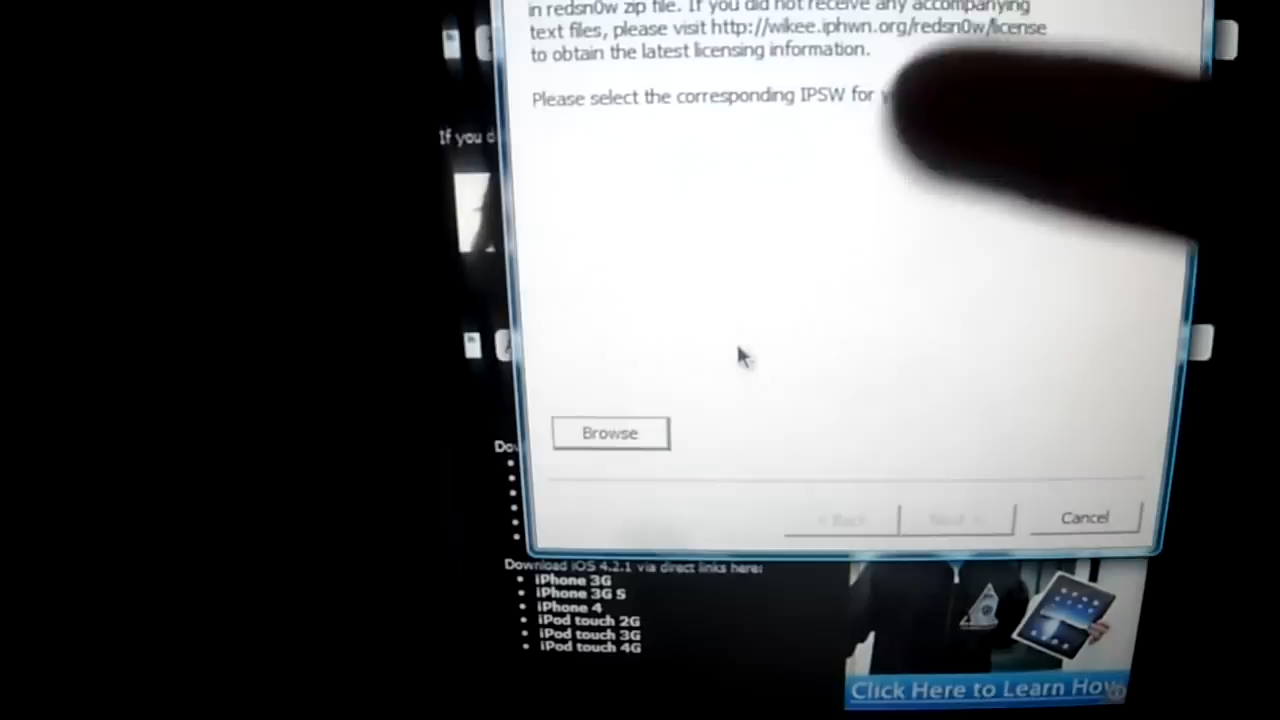 in redsn0w zip file. If you did not receive any accompanying
text files, please visit http://wikee.iphwn.org/redsn0w/license
to obtain the latest licensing information.
Please select the corresponding IPSW for
If you d
Browse
< Back
Next >
Cancel
Do
Download iOS 4.2.1 via direct links here:
• iPhone 3G
• iPhone 3G S
• iPhone 4
• iPod touch 2G
• iPod touch 3G
• iPod touch 4G
Click Here to Learn How